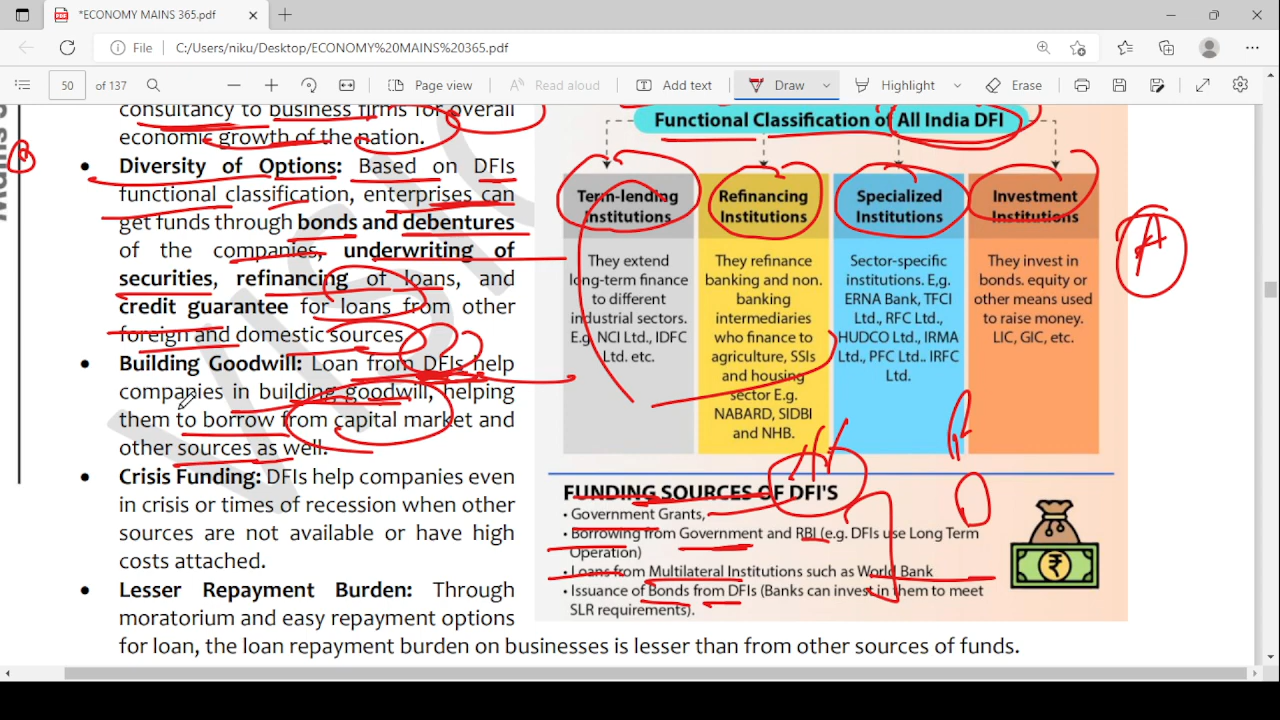 *ECONOMY MAINS 365.pdf
File
C:/Users/niku/Desktop/ECONOMY%20MAINS%20365.pdf
50 of 137
Page view
Read aloud
Add text
Draw
Highlight
Erase
consultancy to business firms for overall
economic growth of the nation.
• Diversity of Options: Based on DFIs
functional classification, enterprises can
get funds through bonds and debentures
of the companies, underwriting of
securities, refinancing of loans, and
credit guarantee for loans from other
foreign and domestic sources.
• Building Goodwill: Loan from DFIs help
companies in building goodwill, helping
them to borrow from capital market and
other sources as well.
• Crisis Funding: DFIs help companies even
in crisis or times of recession when other
sources are not available or have high
costs attached.
• Lesser Repayment Burden: Through
moratorium and easy repayment options
for loan, the loan repayment burden on businesses is lesser than from other sources of funds.
Functional Classification of All India DFI
Term-lending
Institutions
They extend
long-term finance
to different
industrial sectors.
E.g. NCI Ltd., IDFC
Ltd. etc.
Refinancing
Institutions
They refinance
banking and non.
banking
intermediaries
who finance to
agriculture, SSIs
and housing
sector E.g.
NABARD, SIDBI
and NHB.
Specialized
Institutions
Sector-specific
institutions. E.g,
ERNA Bank, TFCI
Ltd., RFC Ltd.,
HUDCO Ltd., IRMA
Ltd., PFC Ltd.. IRFC
Ltd.
Investment
Institutions
They invest in
bonds. equity or
other means used
to raise money.
LIC, GIC, etc.
A
FUNDING SOURCES OF DFI'S
• Government Grants,
• Borrowing from Government and RBI (e.g. DFIs use Long Term
Operation)
• Loans from Multilateral Institutions such as World Bank
• Issuance of Bonds from DFIs (Banks can invest in them to meet
SLR requirements).